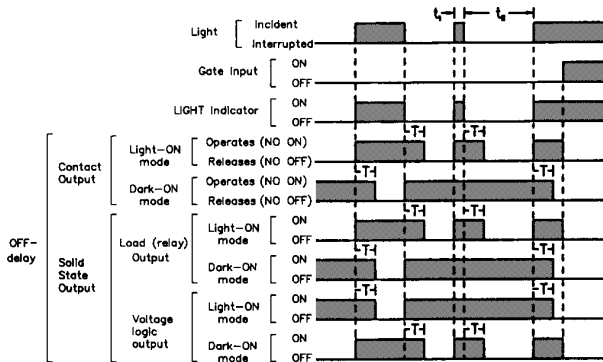 t₁ t₂
Light Incident
Interrupted
Gate Input ON
OFF
LIGHT Indicator ON
OFF
OFF-delay
Contact Output
Light-ON mode Operates (NO ON)
Releases (NO OFF)
T T
Dark-ON mode Operates (NO ON)
Releases (NO OFF)
T T
Solid State Output
Load (relay) Output
Light-ON mode ON
OFF
T T
Dark-ON mode ON
OFF
T T
Voltage logic output
Light-ON mode ON
OFF
T T
Dark-ON mode ON
OFF
T T